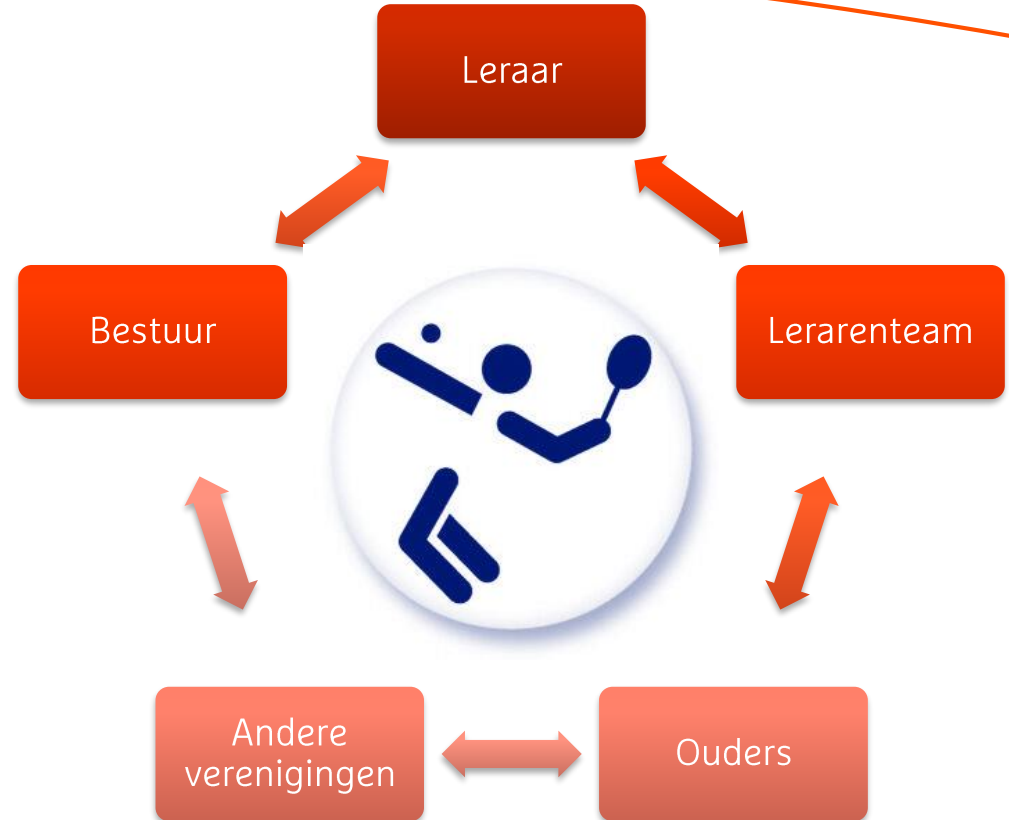 Leraar
Bestuur
Lerarenteam
Andere
verenigingen
Ouders